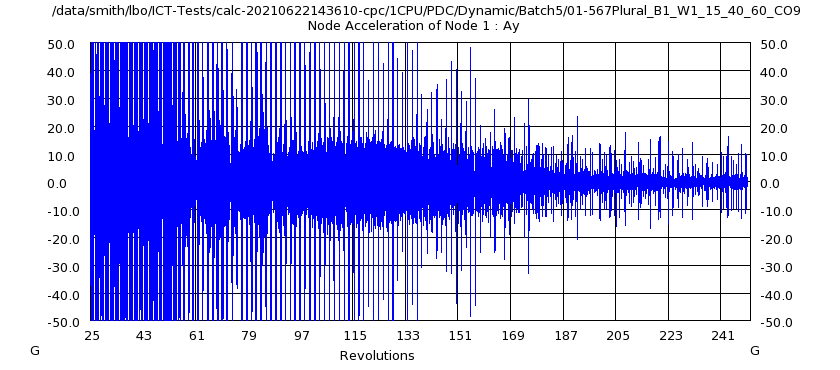 /data/smith/lbo/ICT-Tests/calc-20210622143610-cpc/1CPU/PDC/Dynamic/Batch5/01-567Plural_B1_W1_15_40_60_CO9
Node Acceleration of Node 1 : Ay
50.0 50.0
40.0 40.0
30.0 30.0
20.0 20.0
10.0 10.0
0.0 0.0
-10.0 -10.0
-20.0 -20.0
-30.0 -30.0
-40.0 -40.0
-50.0 -50.0
25 43 61 79 97 115 133 151 169 187 205 223 241
G G
Revolutions